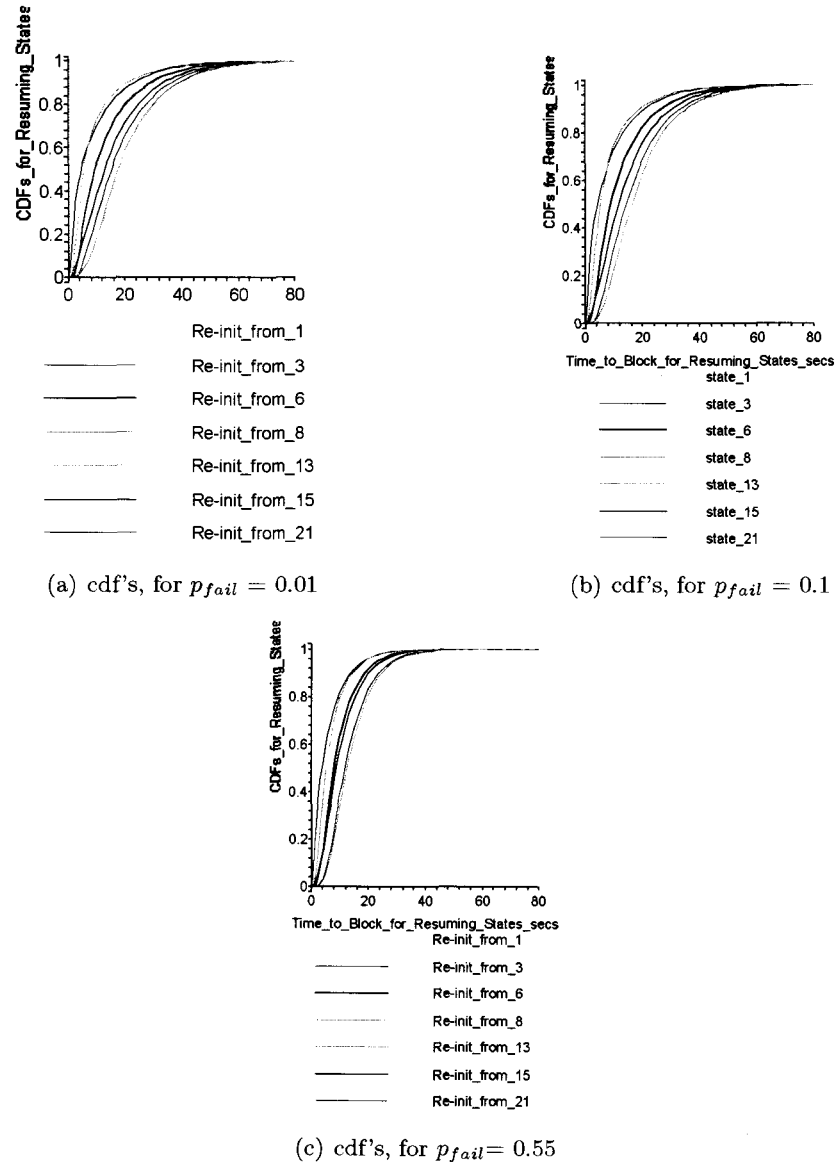 CDFs_for_Resuming_States
1
0.8
0.6
0.4
0.2
0
0 20 40 60 80
Re-init_from_1
Re-init_from_3
Re-init_from_6
Re-init_from_8
Re-init_from_13
Re-init_from_15
Re-init_from_21
(a) cdf's, for p_fail = 0.01
CDFs_for_Resuming_States
1
0.8
0.6
0.4
0.2
0
0 20 40 60 80
Time_to_Block_for_Resuming_States_secs
state_1
state_3
state_6
state_8
state_13
state_15
state_21
(b) cdf's, for p_fail = 0.1
CDFs_for_Resuming_States
1
0.8
0.6
0.4
0.2
0
0 20 40 60 80
Time_to_Block_for_Resuming_States_secs
Re-init_from_1
Re-init_from_3
Re-init_from_6
Re-init_from_8
Re-init_from_13
Re-init_from_15
Re-init_from_21
(c) cdf's, for p_fail = 0.55